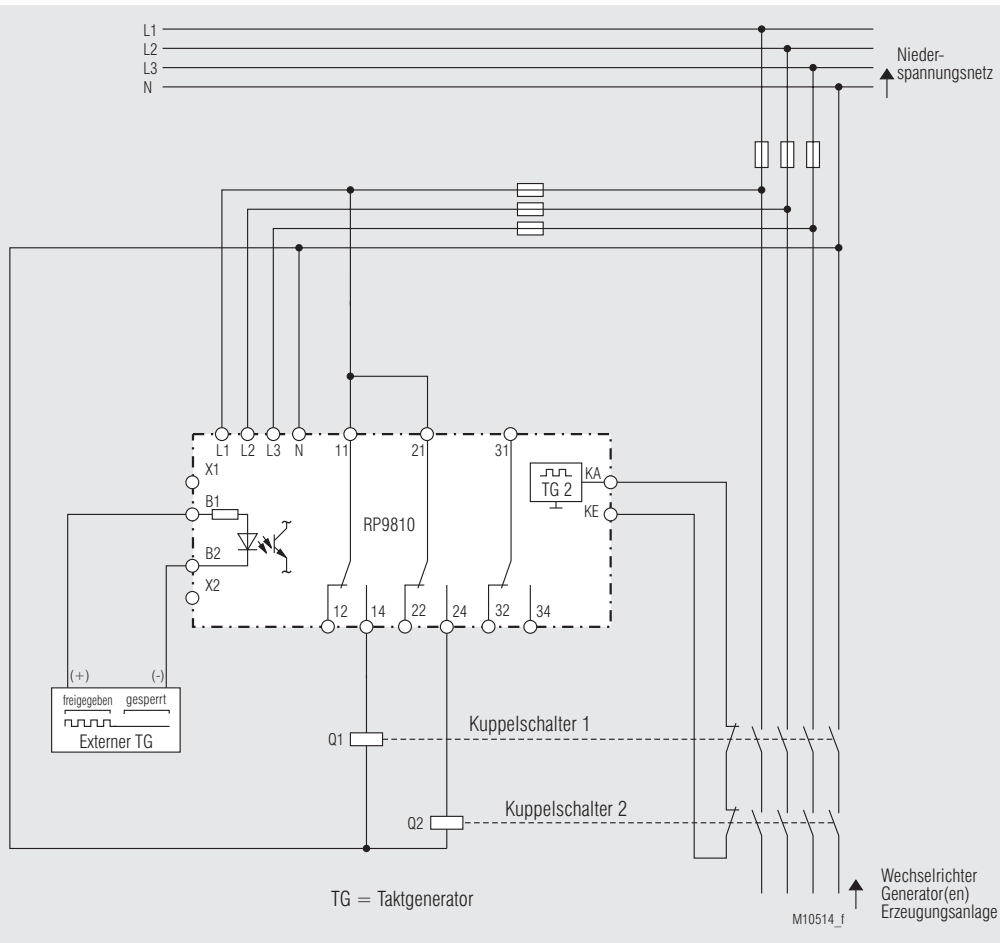 L1
L2
L3
N
Nieder-
spannungsnetz
L1 L2 L3 N 11 21 31
X1
B1
B2
X2
RP9810
TG 2
KA
KE
12 14 22 24 32 34
(+) (-)
freigegeben gesperrt
Externer TG
Q1
Kuppelschalter 1
Q2
Kuppelschalter 2
TG = Taktgenerator
M10514_f
Wechselrichter
Generator(en)
Erzeugungsanlage